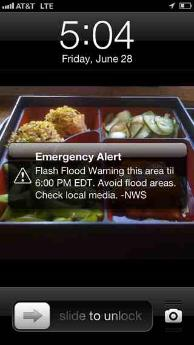 AT&T LTE
5:04
Friday, June 28
Emergency Alert
Flash Flood Warning this area til
6:00 PM EDT. Avoid flood areas.
Check local media. -NWS
slide to unlock